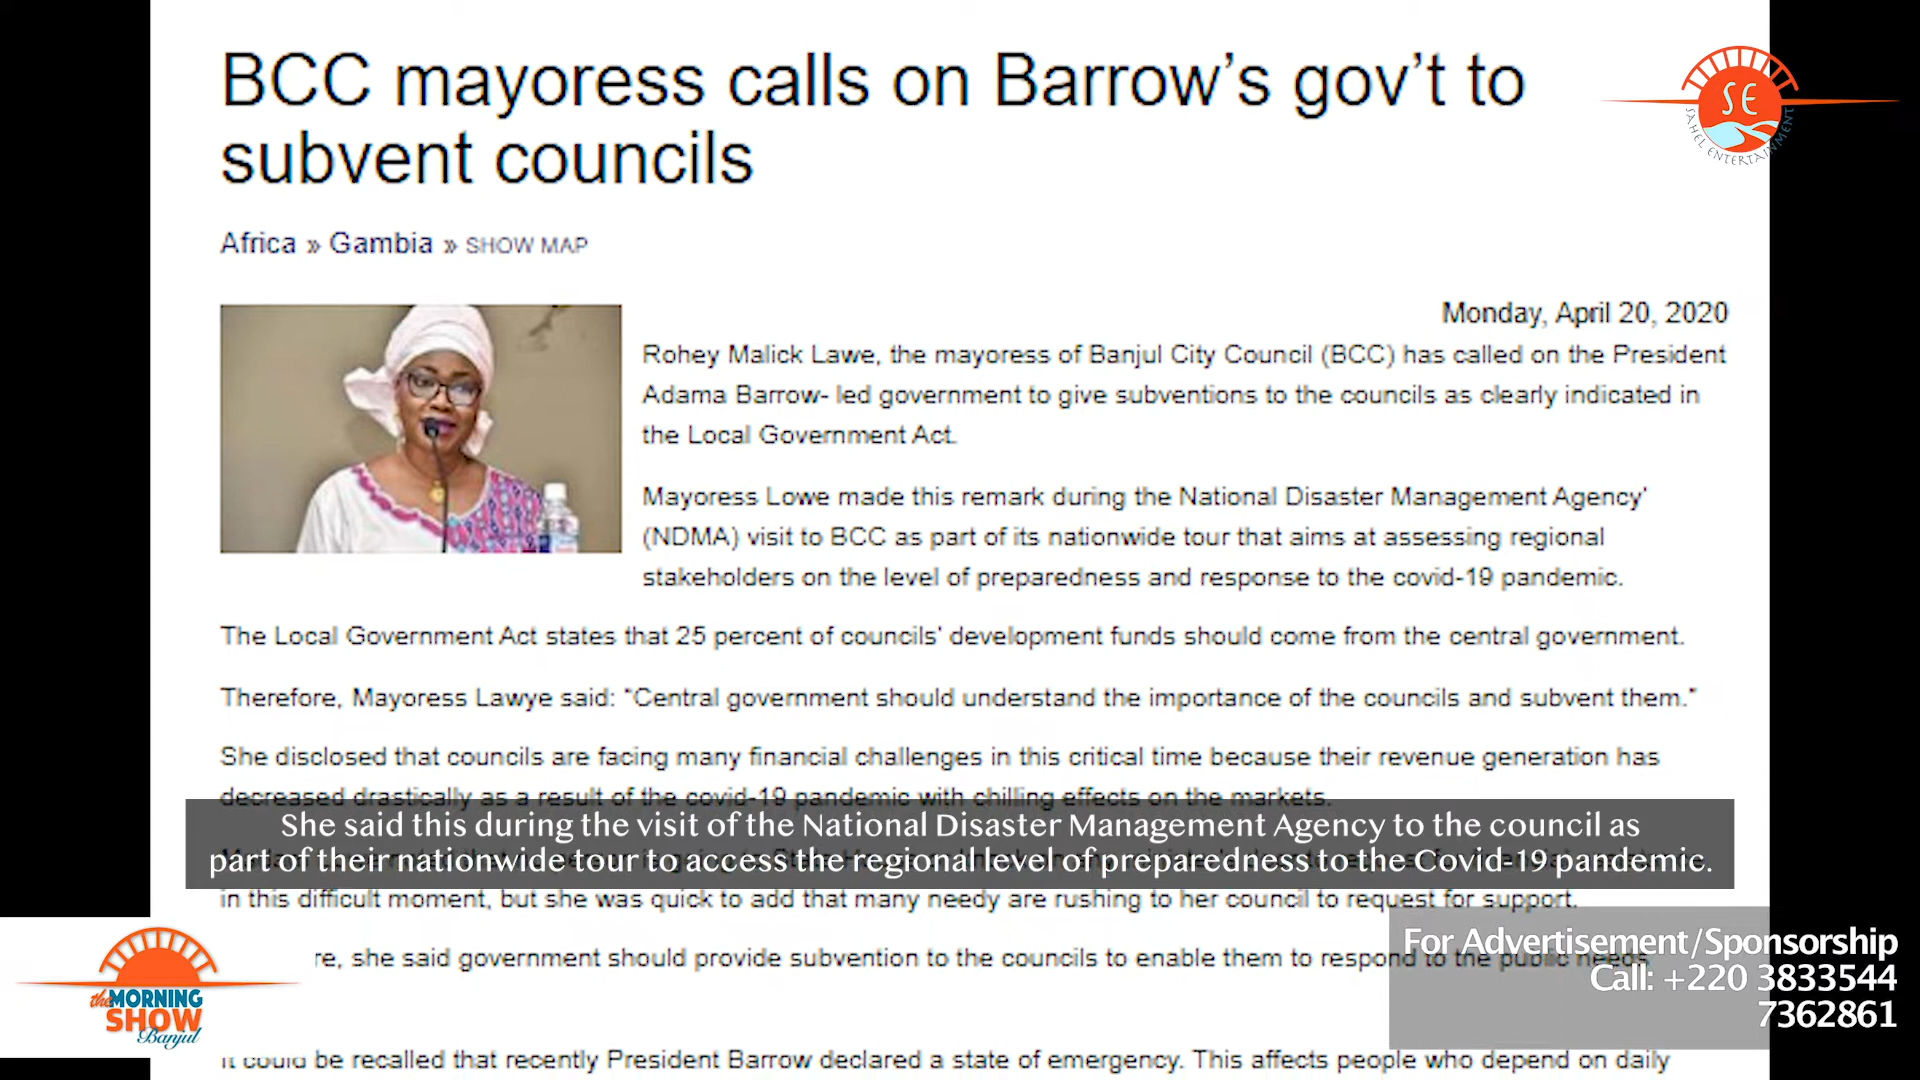 BCC mayoress calls on Barrow's gov't to
subvent councils
SE
SAHEL ENTERTAINMENT
Africa » Gambia » SHOW MAP
Monday, April 20, 2020
Rohey Malick Lawe, the mayoress of Banjul City Council (BCC) has called on the President
Adama Barrow- led government to give subventions to the councils as clearly indicated in
the Local Government Act.
Mayoress Lowe made this remark during the National Disaster Management Agency'
(NDMA) visit to BCC as part of its nationwide tour that aims at assessing regional
stakeholders on the level of preparedness and response to the covid-19 pandemic.
The Local Government Act states that 25 percent of councils' development funds should come from the central government.
Therefore, Mayoress Lawye said: “Central government should understand the importance of the councils and subvent them.”
She disclosed that councils are facing many financial challenges in this critical time because their revenue generation has
decreased drastically as a result of the covid-19 pandemic with chilling effects on the markets.
She said this during the visit of the National Disaster Management Agency to the council as
part of their nationwide tour to access the regional level of preparedness to the Covid-19 pandemic.
in this difficult moment, but she was quick to add that many needy are rushing to her council to request for support.
re, she said government should provide subvention to the councils to enable them to respond to the public needs
For Advertisement/Sponsorship
Call: +220 3833544
7362861
the MORNING
SHOW
Banjul
It could be recalled that recently President Barrow declared a state of emergency. This affects people who depend on daily